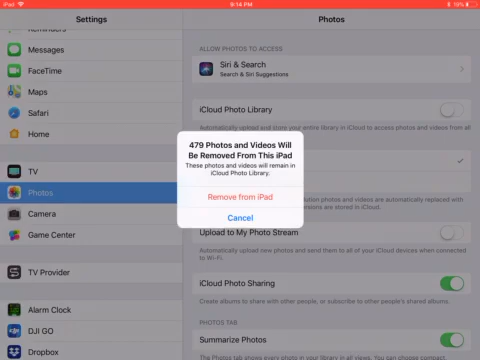 iPad
9:14 PM
19%
Settings
Photos
Reminders
Messages
FaceTime
Maps
Safari
Home
TV
Photos
Camera
Game Center
TV Provider
Alarm Clock
DJI GO
Dropbox
ALLOW PHOTOS TO ACCESS
Siri & Search
Search & Siri Suggestions
iCloud Photo Library
Automatically upload and store your entire library in iCloud to access photos and videos from all
479 Photos and Videos Will
Be Removed From This iPad
These photos and videos will remain in
iCloud Photo Library.
Remove from iPad
Cancel
ution photos and videos are automatically replaced with
ersions are stored in iCloud.
Upload to My Photo Stream
Automatically upload new photos and send them to all of your iCloud devices when connected
to Wi-Fi.
iCloud Photo Sharing
Create albums to share with other people, or subscribe to other people's shared albums.
PHOTOS TAB
Summarize Photos
The Photos tab shows every photo in your library in all views. You can choose compact,